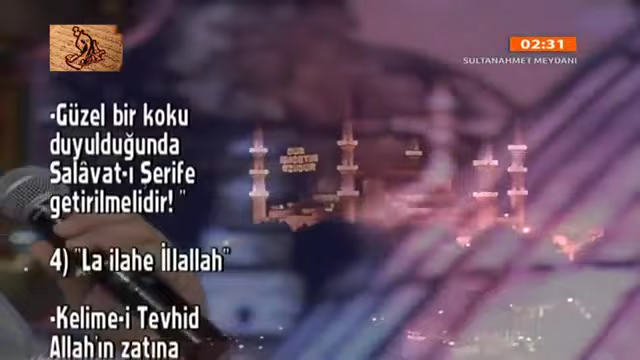 02:31
SULTANAHMET MEYDANI
-Güzel bir koku
duyulduğunda
Salâvat-ı Şerife
getirilmelidir! "
4) "La ilahe İllallah"
-Kelime-i Tevhid
Allah'ın zatına